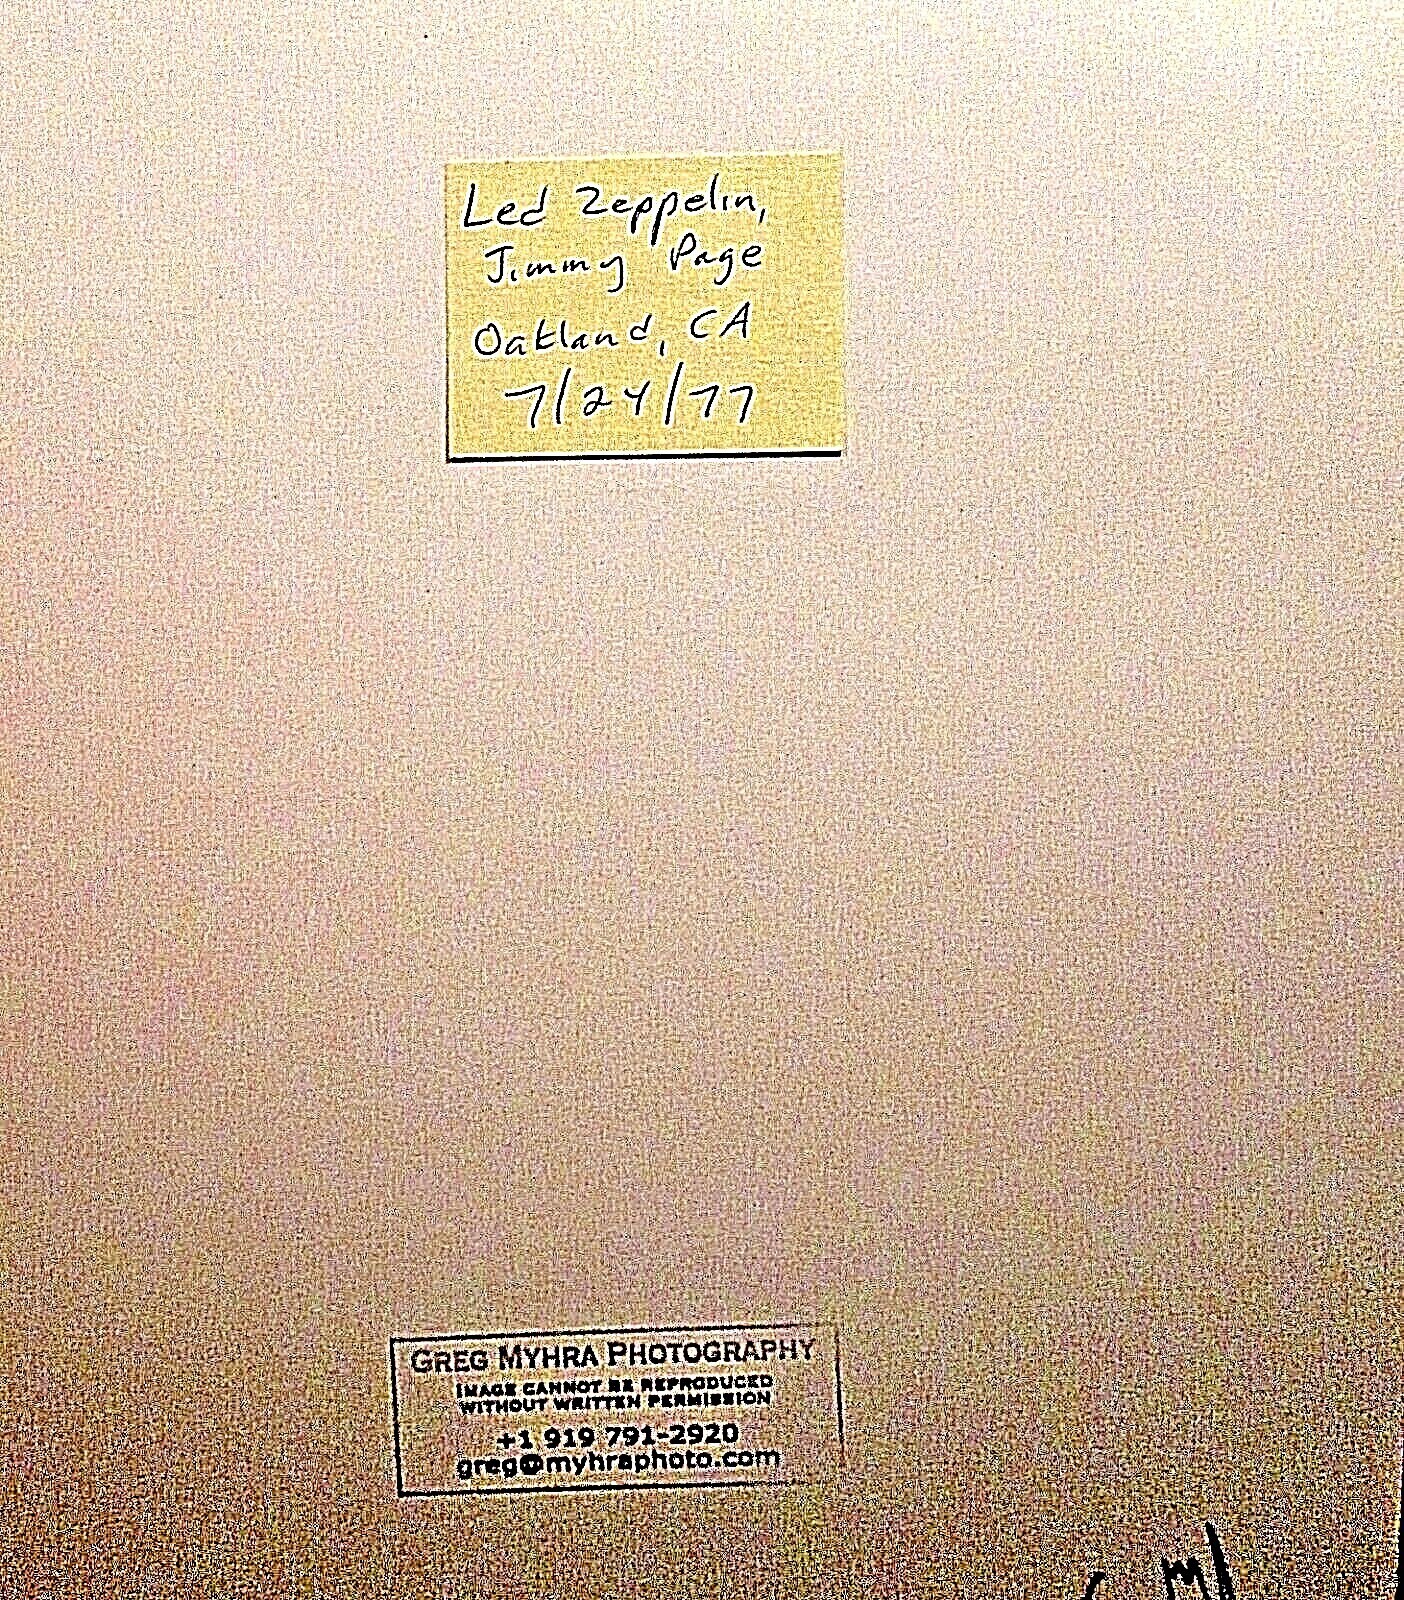 Led Zeppelin,
Jimmy Page
Oakland, CA
7/24/77
GREG MYHRA PHOTOGRAPHY
IMAGE CANNOT BE REPRODUCED
WITHOUT WRITTEN PERMISSION
+1 919 791-2920
greg@myhraphoto.com